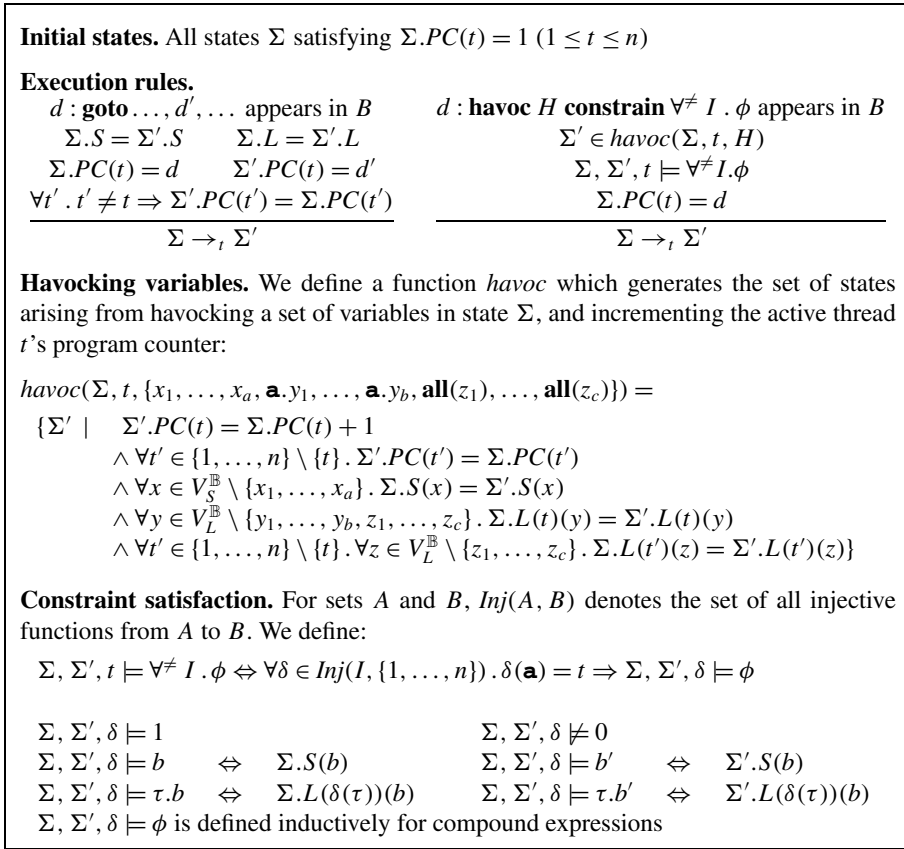 Initial states. All states Σ satisfying Σ.PC(t) = 1 (1 ≤ t ≤ n)
Execution rules.
d : goto …, d′, … appears in B
Σ.S = Σ′.S Σ.L = Σ′.L
Σ.PC(t) = d Σ′.PC(t) = d′
∀t′ . t′ ≠ t ⇒ Σ′.PC(t′) = Σ.PC(t′)
Σ →ₜ Σ′
d : havoc H constrain ∀≠ I . ϕ appears in B
Σ′ ∈ havoc(Σ, t, H)
Σ, Σ′, t ⊨ ∀≠I.ϕ
Σ.PC(t) = d
Σ →ₜ Σ′
Havocking variables. We define a function havoc which generates the set of states
arising from havocking a set of variables in state Σ, and incrementing the active thread
t's program counter:
havoc(Σ, t, {x₁, …, xₐ, a.y₁, …, a.y_b, all(z₁), …, all(z_c)}) =
{Σ′ | Σ′.PC(t) = Σ.PC(t) + 1
∧ ∀t′ ∈ {1, …, n} \ {t} . Σ′.PC(t′) = Σ.PC(t′)
∧ ∀x ∈ V_S^𝔹 \ {x₁, …, xₐ} . Σ.S(x) = Σ′.S(x)
∧ ∀y ∈ V_L^𝔹 \ {y₁, …, y_b, z₁, …, z_c} . Σ.L(t)(y) = Σ′.L(t)(y)
∧ ∀t′ ∈ {1, …, n} \ {t} . ∀z ∈ V_L^𝔹 \ {z₁, …, z_c} . Σ.L(t′)(z) = Σ′.L(t′)(z)}
Constraint satisfaction. For sets A and B, Inj(A, B) denotes the set of all injective
functions from A to B. We define:
Σ, Σ′, t ⊨ ∀≠ I . ϕ ⇔ ∀δ ∈ Inj(I, {1, …, n}) . δ(a) = t ⇒ Σ, Σ′, δ ⊨ ϕ
Σ, Σ′, δ ⊨ 1 Σ, Σ′, δ ⊭ 0
Σ, Σ′, δ ⊨ b ⇔ Σ.S(b) Σ, Σ′, δ ⊨ b′ ⇔ Σ′.S(b)
Σ, Σ′, δ ⊨ τ.b ⇔ Σ.L(δ(τ))(b) Σ, Σ′, δ ⊨ τ.b′ ⇔ Σ′.L(δ(τ))(b)
Σ, Σ′, δ ⊨ ϕ is defined inductively for compound expressions